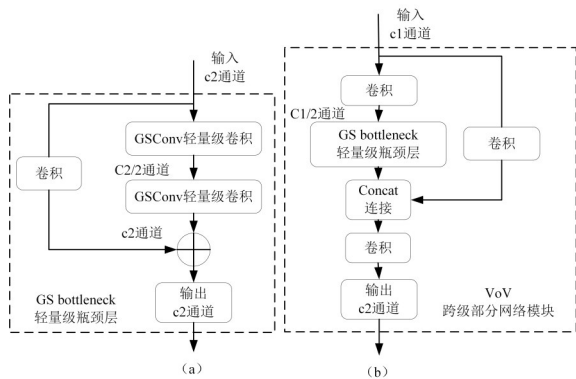 输入
c2通道
GSConv轻量级卷积
卷积
C2/2通道
GSConv轻量级卷积
c2通道
输出
c2通道
GS bottleneck
轻量级瓶颈层
(a)
输入
c1通道
卷积
C1/2通道
GS bottleneck
轻量级瓶颈层
卷积
Concat
连接
卷积
输出
c2通道
VoV
跨级部分网络模块
(b)